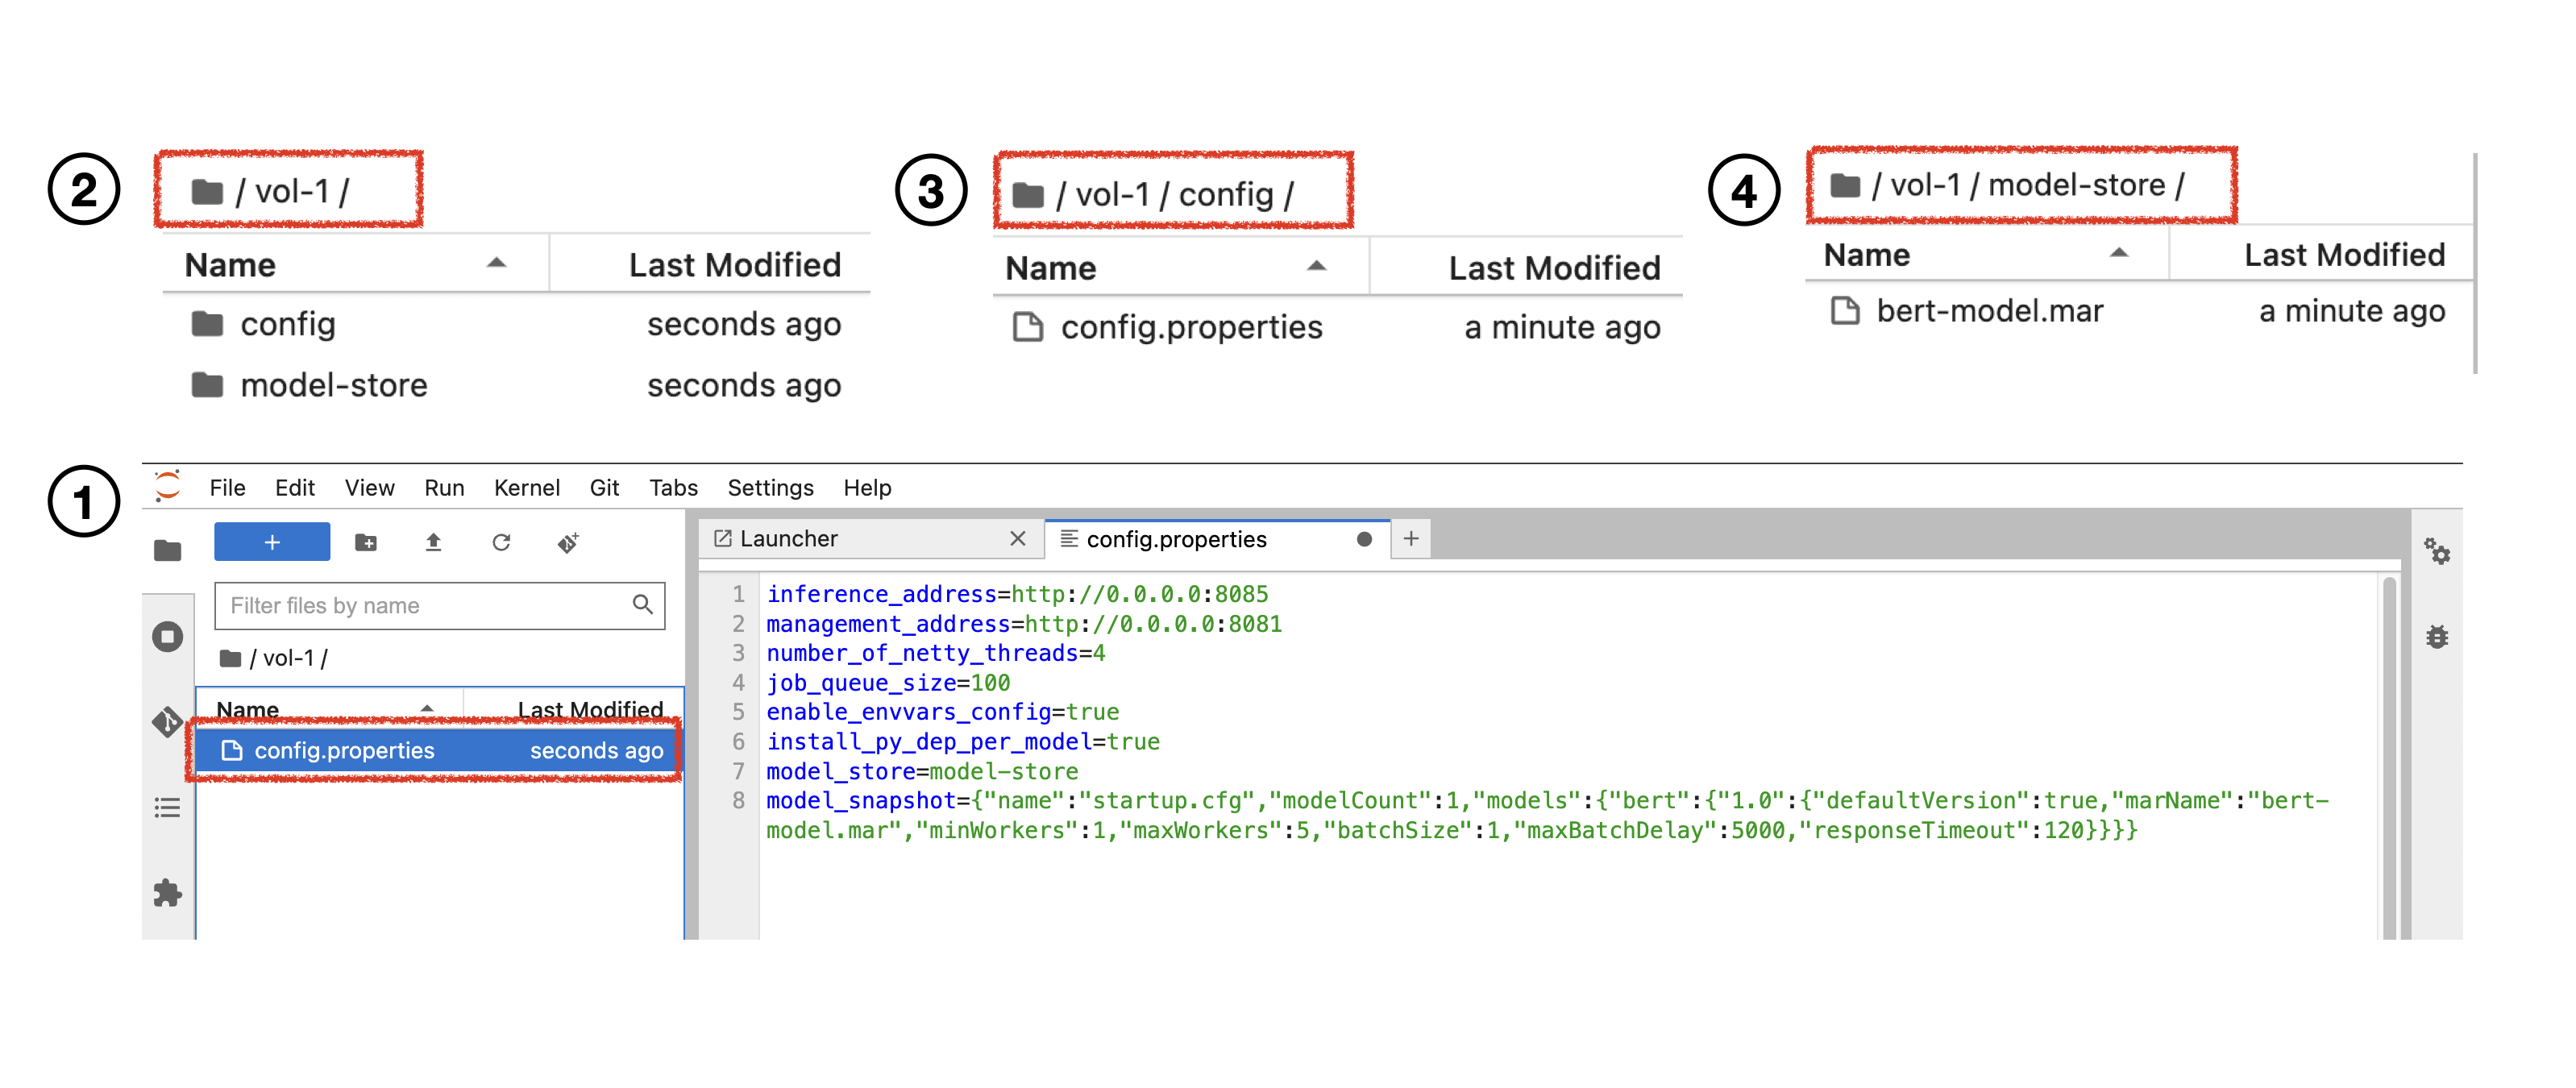 2
/ vol-1 /
Name Last Modified
config seconds ago
model-store seconds ago
3
/ vol-1 / config /
Name Last Modified
config.properties a minute ago
4
/ vol-1 / model-store /
Name Last Modified
bert-model.mar a minute ago
1
File Edit View Run Kernel Git Tabs Settings Help
+
Filter files by name
/ vol-1 /
Name Last Modified
config.properties seconds ago
Launcher config.properties +
1 inference_address=http://0.0.0.0:8085
2 management_address=http://0.0.0.0:8081
3 number_of_netty_threads=4
4 job_queue_size=100
5 enable_envvars_config=true
6 install_py_dep_per_model=true
7 model_store=model-store
8 model_snapshot={"name":"startup.cfg","modelCount":1,"models":{"bert":{"1.0":{"defaultVersion":true,"marName":"bert-
model.mar","minWorkers":1,"maxWorkers":5,"batchSize":1,"maxBatchDelay":5000,"responseTimeout":120}}}}